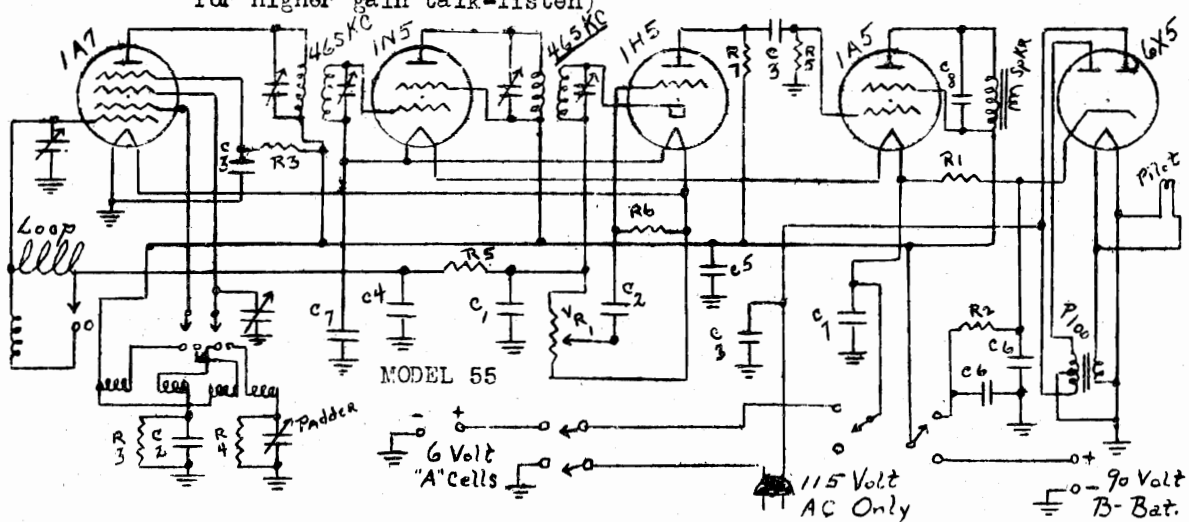 for higher gain talk-listen)
1A7
465KC
1N5
465KC
1H5
R7
C3
R3
1A5
C8
SpKR
6X5
C3
R3
R1
Pilot
Loop
R6
R5
C5
C7
C4
C1
VR1
C2
C3
C7
R2
C6
C6
P100
MODEL 55
R3
C2
R4
Padder
- +
6 Volt
"A" Cells
115 Volt
AC Only
+
- 90 Volt
B-Bat.